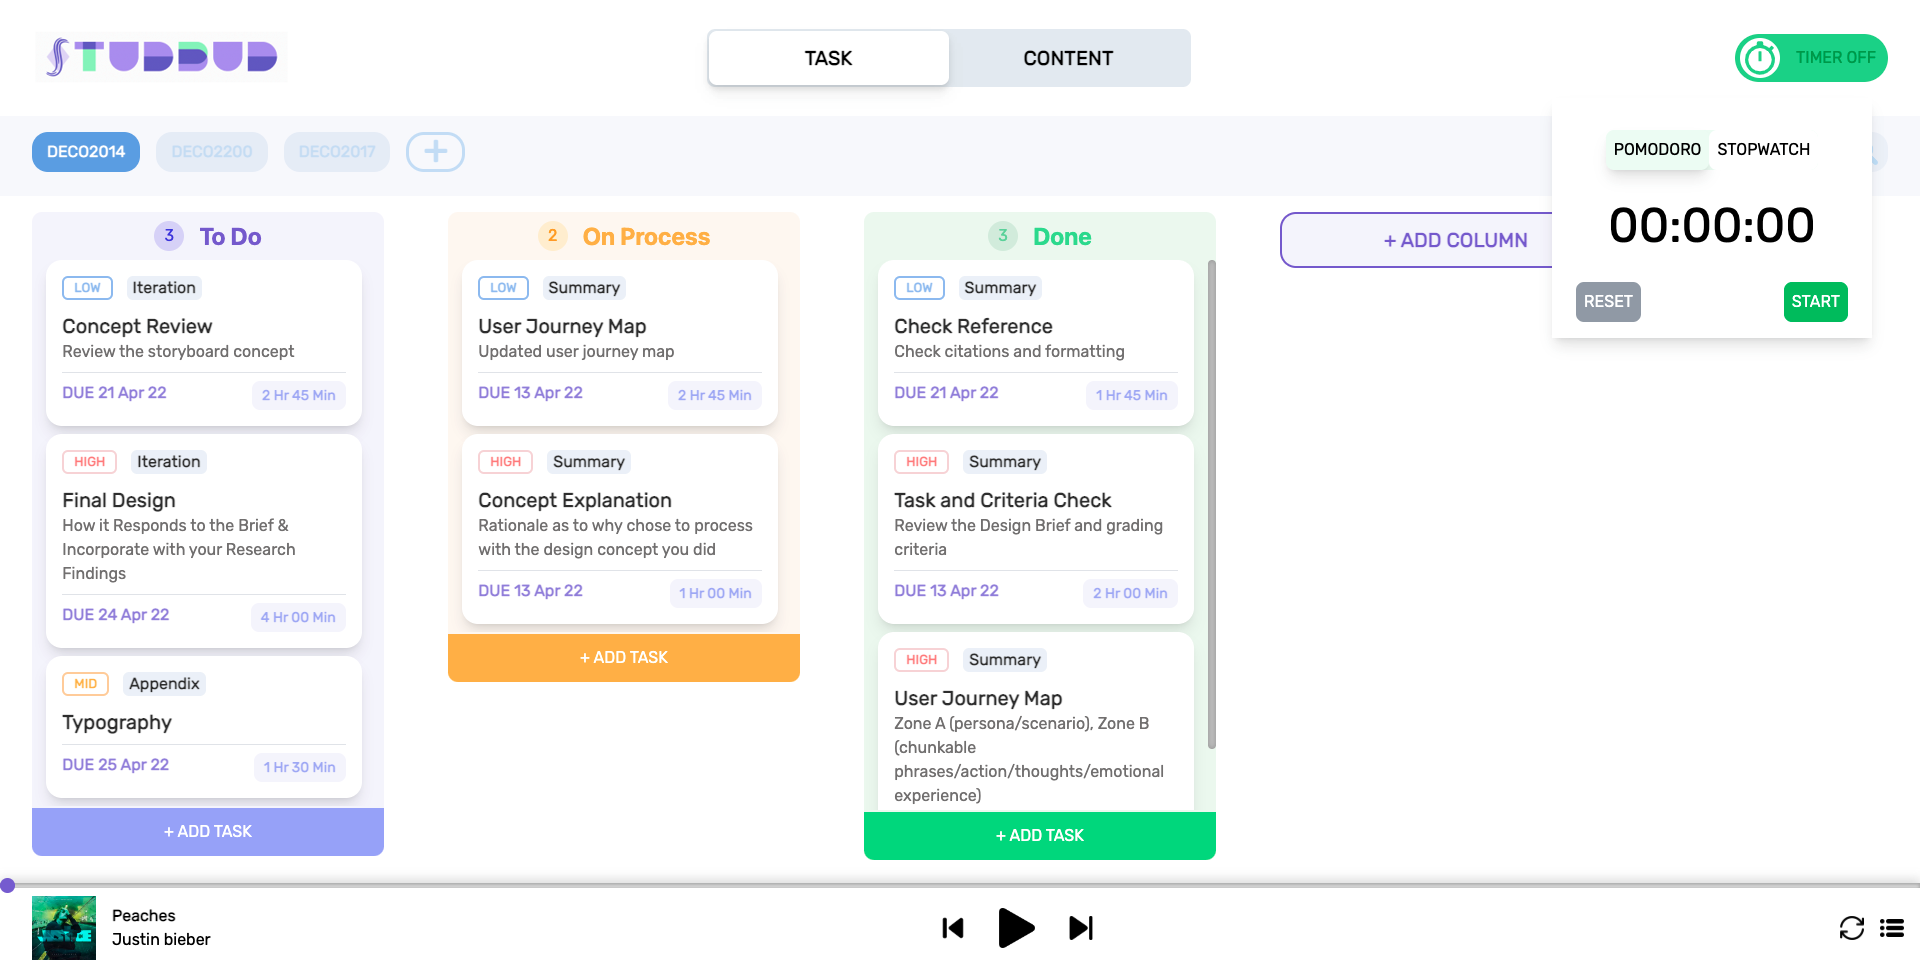 STUDBUD
TASK
CONTENT
TIMER OFF
DECO2014
DECO2200
DECO2017
POMODORO
STOPWATCH
00:00:00
RESET
START
3
To Do
LOW
Iteration
Concept Review
Review the storyboard concept
DUE 21 Apr 22
2 Hr 45 Min
HIGH
Iteration
Final Design
How it Responds to the Brief &
Incorporate with your Research
Findings
DUE 24 Apr 22
4 Hr 00 Min
MID
Appendix
Typography
DUE 25 Apr 22
1 Hr 30 Min
+ ADD TASK
2
On Process
LOW
Summary
User Journey Map
Updated user journey map
DUE 13 Apr 22
2 Hr 45 Min
HIGH
Summary
Concept Explanation
Rationale as to why chose to process
with the design concept you did
DUE 13 Apr 22
1 Hr 00 Min
+ ADD TASK
3
Done
LOW
Summary
Check Reference
Check citations and formatting
DUE 21 Apr 22
1 Hr 45 Min
HIGH
Summary
Task and Criteria Check
Review the Design Brief and grading
criteria
DUE 13 Apr 22
2 Hr 00 Min
HIGH
Summary
User Journey Map
Zone A (persona/scenario), Zone B
(chunkable
phrases/action/thoughts/emotional
experience)
+ ADD TASK
+ ADD COLUMN
Peaches
Justin bieber